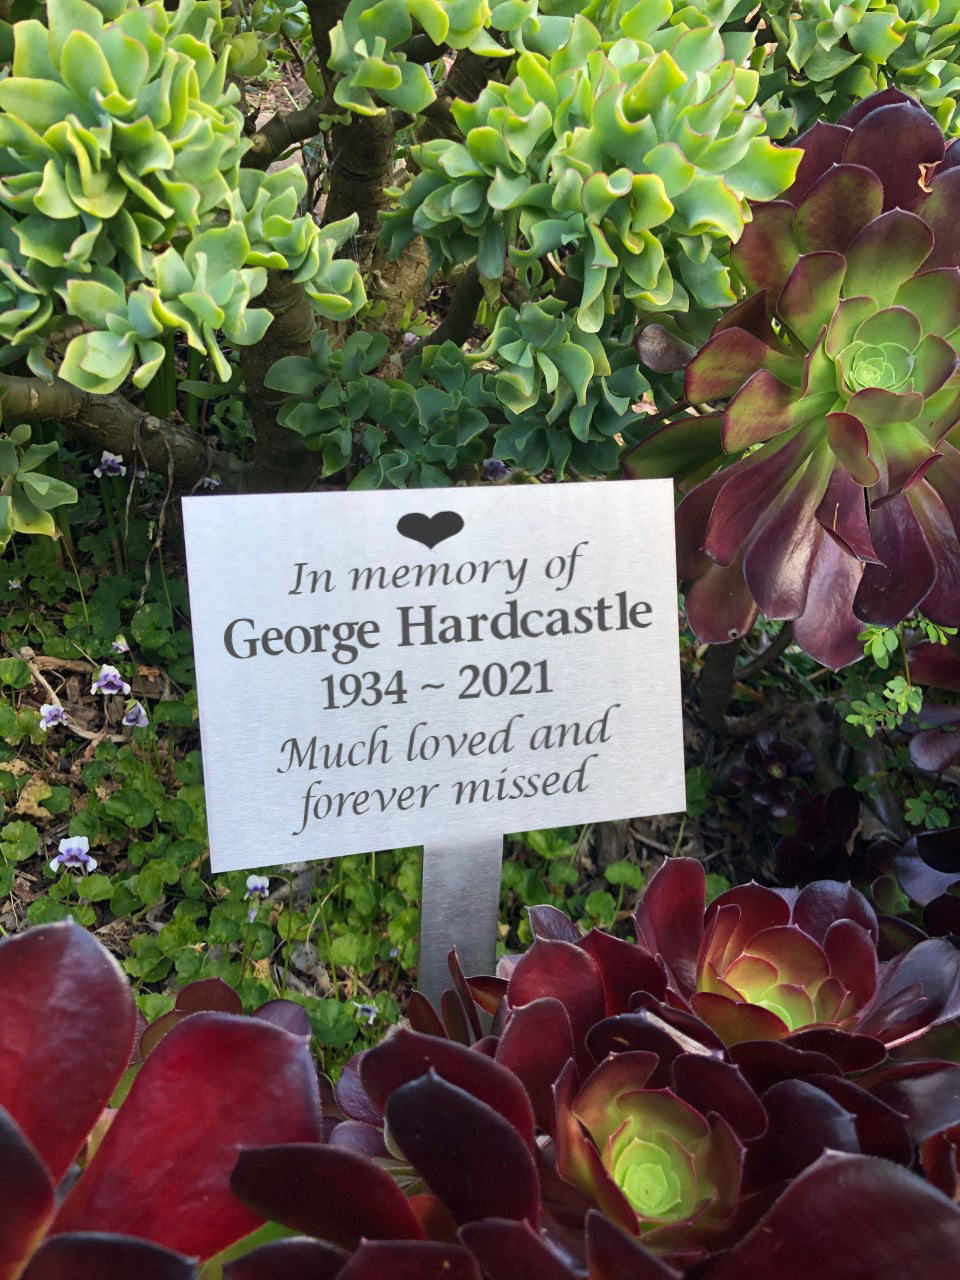 In memory of
George Hardcastle
1934 ~ 2021
Much loved and
forever missed